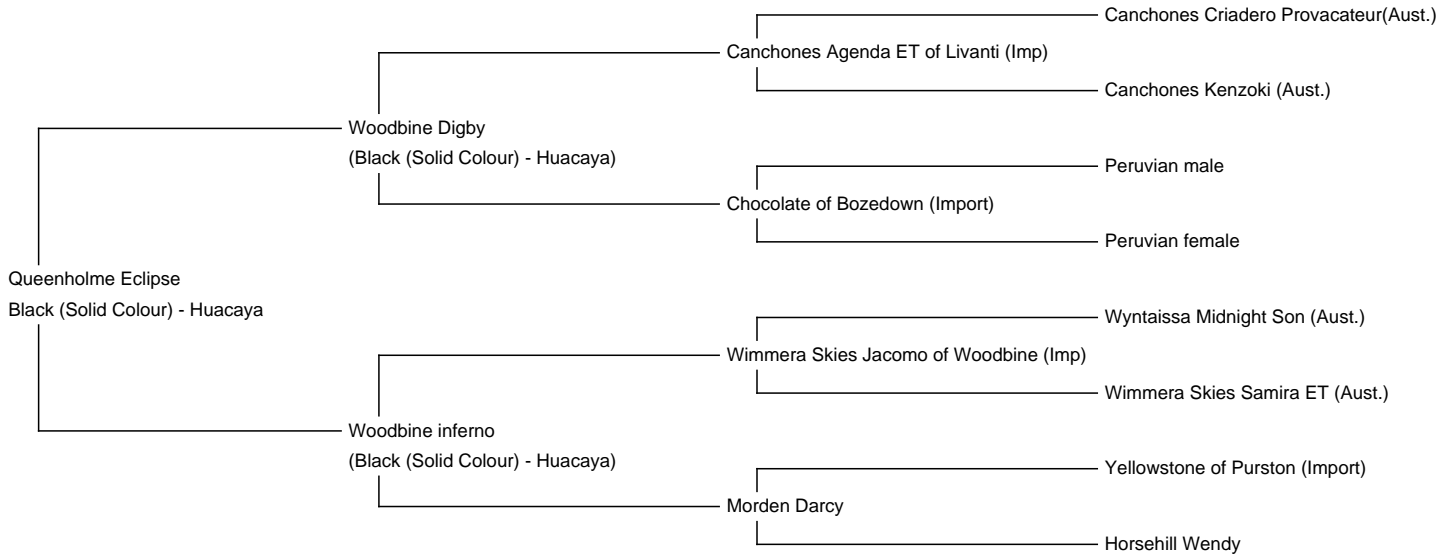 Canchones Criadero Provacateur(Aust.)
Canchones Agenda ET of Livanti (Imp)
Canchones Kenzoki (Aust.)
Woodbine Digby
(Black (Solid Colour) - Huacaya)
Peruvian male
Chocolate of Bozedown (Import)
Peruvian female
Queenholme Eclipse
Black (Solid Colour) - Huacaya
Wyntaissa Midnight Son (Aust.)
Wimmera Skies Jacomo of Woodbine (Imp)
Wimmera Skies Samira ET (Aust.)
Woodbine inferno
(Black (Solid Colour) - Huacaya)
Yellowstone of Purston (Import)
Morden Darcy
Horsehill Wendy